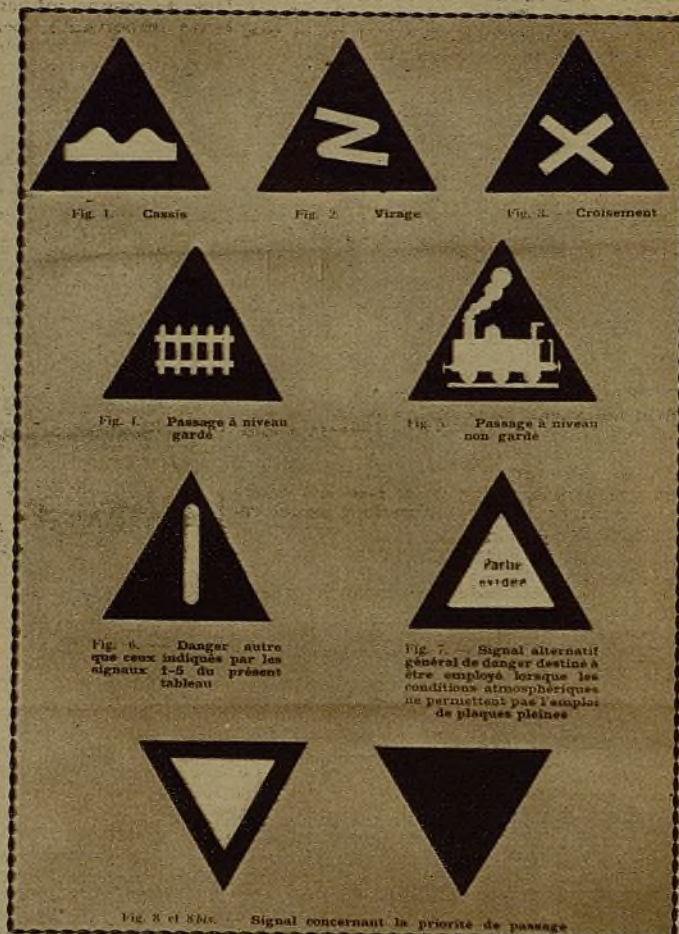 Fig. 1. — Cassis
Fig. 2. Virage
Fig. 3. — Croisement
Fig. 4. — Passage à niveau
gardé
Fig. 5. Passage à niveau
non gardé
Fig. 6. — Danger autre
que ceux indiqués par les
signaux 1-5 du présent
tableau
Partie
évidée
Fig. 7. — Signal alternatif
général de danger destiné à
être employé lorsque les
conditions atmosphériques
ne permettent pas l'emploi
de plaques pleines
Fig. 8 et 8bis. — Signal concernant la priorité de passage